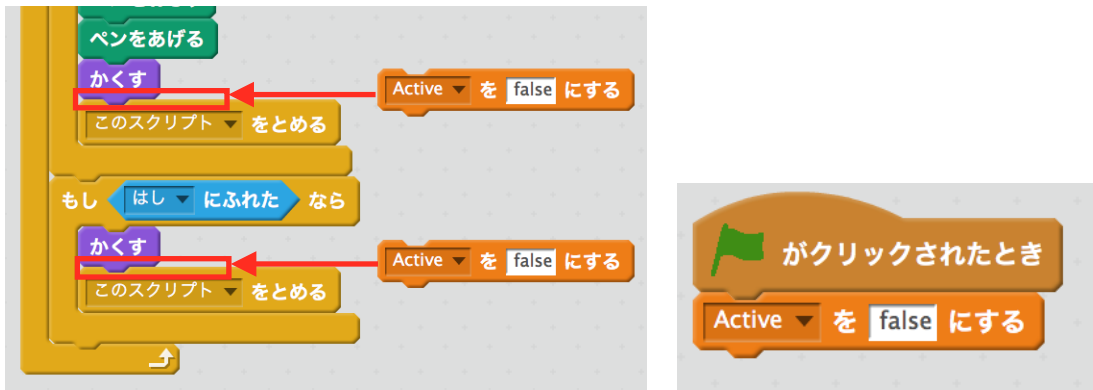 ペンをあげる
かくす
Active を false にする
このスクリプト をとめる
もし はし にふれた なら
かくす
Active を false にする
このスクリプト をとめる
がクリックされたとき
Active を false にする